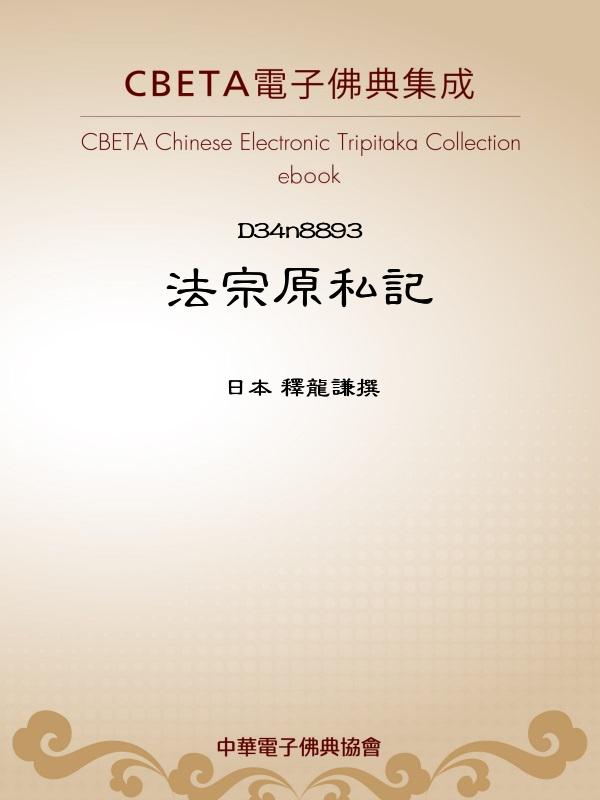 CBETA電子佛典集成
CBETA Chinese Electronic Tripitaka Collection
ebook
D34n8893
法宗原私記
日本 釋龍謙撰
中華電子佛典協會